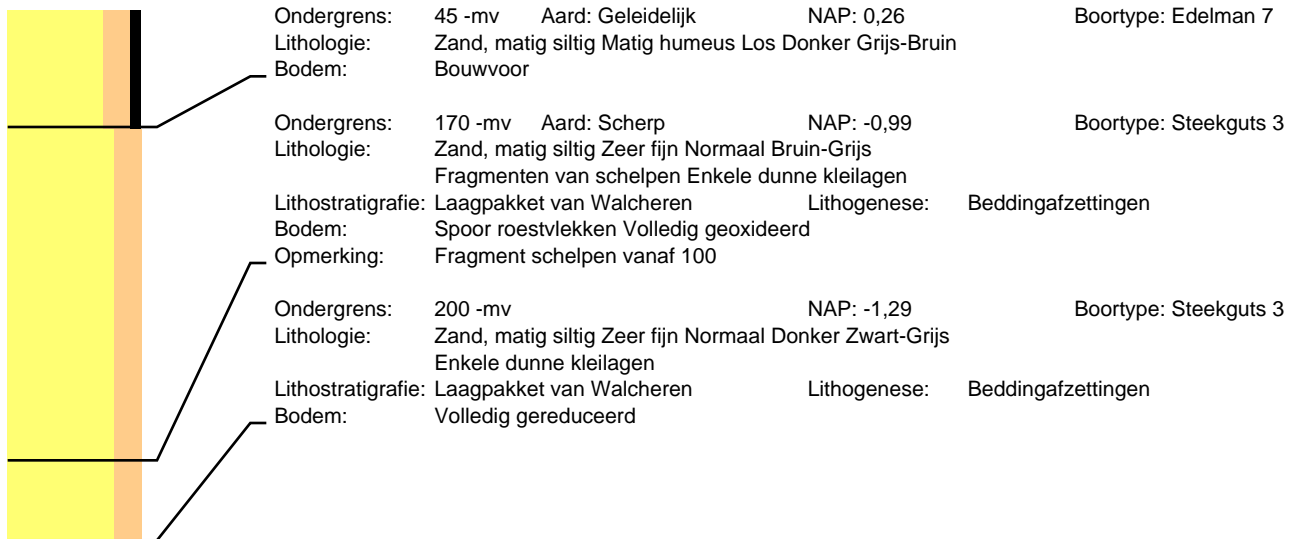 Ondergrens: 45 -mv Aard: Geleidelijk NAP: 0,26 Boortype: Edelman 7
Lithologie: Zand, matig siltig Matig humeus Los Donker Grijs-Bruin
Bodem: Bouwvoor
Ondergrens: 170 -mv Aard: Scherp NAP: -0,99 Boortype: Steekguts 3
Lithologie: Zand, matig siltig Zeer fijn Normaal Bruin-Grijs
Fragmenten van schelpen Enkele dunne kleilagen
Lithostratigrafie: Laagpakket van Walcheren Lithogenese: Beddingafzettingen
Bodem: Spoor roestvlekken Volledig geoxideerd
Opmerking: Fragment schelpen vanaf 100
Ondergrens: 200 -mv NAP: -1,29 Boortype: Steekguts 3
Lithologie: Zand, matig siltig Zeer fijn Normaal Donker Zwart-Grijs
Enkele dunne kleilagen
Lithostratigrafie: Laagpakket van Walcheren Lithogenese: Beddingafzettingen
Bodem: Volledig gereduceerd